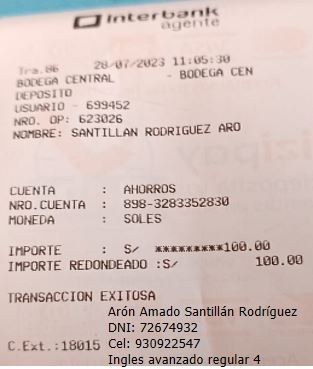 Interbank
agente
Tra.86 28/07/2023 11:05:30
BODEGA CENTRAL - BODEGA CEN
DEPOSITO
USUARIO - 699452
NRO. OP: 623026
NOMBRE: SANTILLAN RODRIGUEZ ARO
CUENTA : AHORROS
NRO.CUENTA : 898-3283352830
MONEDA : SOLES
IMPORTE : S/ *********100.00
IMPORTE REDONDEADO :S/ 100.00
TRANSACCION EXITOSA
Arón Amado Santillán Rodríguez
DNI: 72674932
Cel: 930922547
C.Ext.:18015 Ingles avanzado regular 4